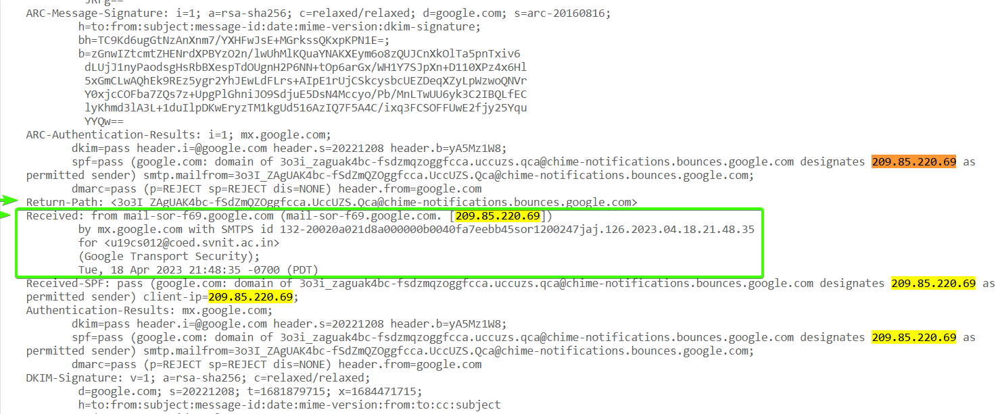 JRrg==
ARC-Message-Signature: i=1; a=rsa-sha256; c=relaxed/relaxed; d=google.com; s=arc-20160816;
h=to:from:subject:message-id:date:mime-version:dkim-signature;
bh=TC9Kd6ugGtNzAnXnm7/YXHFwJsE+MGrkssQKxpKPN1E=;
b=zGnwIZtcmtZHENrdXPBYzO2n/lwUhMlKQuaYNAKXEym6o8zQUJCnXkOlTa5pnTxiv6
dLUjJ1nyPaodsgHsRbBXespTdOUgnH2P6NN+tOp6arGx/WH1Y7SJpXn+D110XPz4x6Hl
5xGmCLwAQhEk9REz5ygr2YhJEwLdFLrs+AIpE1rUjCSkcysbcUEZDeqXZyLpWzwoQNVr
Y0xjcCOFba7ZQs7z+UpgPlGhniJO9SdjuE5DsN4Mccyo/Pb/MnLTwUU6yk3C2IBQLfEC
lyKhmd3lA3L+1duIlpDKwEryzTM1kgUd516AzIQ7F5A4C/ixq3FCSOFFUwE2fjy25Yqu
YYQw==
ARC-Authentication-Results: i=1; mx.google.com;
dkim=pass header.i=@google.com header.s=20221208 header.b=yA5Mz1W8;
spf=pass (google.com: domain of 3o3i_zaguak4bc-fsdzmqzoggfcca.uccuzs.qca@chime-notifications.bounces.google.com designates 209.85.220.69 as
permitted sender) smtp.mailfrom=3o3I_ZAgUAK4bc-fSdZmQZOggfcca.UccUZS.Qca@chime-notifications.bounces.google.com;
dmarc=pass (p=REJECT sp=REJECT dis=NONE) header.from=google.com
Return-Path: <3o3I_ZAgUAK4bc-fSdZmQZOggfcca.UccUZS.Qca@chime-notifications.bounces.google.com>
Received: from mail-sor-f69.google.com (mail-sor-f69.google.com. [209.85.220.69])
by mx.google.com with SMTPS id 132-20020a021d8a000000b0040fa7eebb45sor1200247jaj.126.2023.04.18.21.48.35
for <u19cs012@coed.svnit.ac.in>
(Google Transport Security);
Tue, 18 Apr 2023 21:48:35 -0700 (PDT)
Received-SPF: pass (google.com: domain of 3o3i_zaguak4bc-fsdzmqzoggfcca.uccuzs.qca@chime-notifications.bounces.google.com designates 209.85.220.69 as
permitted sender) client-ip=209.85.220.69;
Authentication-Results: mx.google.com;
dkim=pass header.i=@google.com header.s=20221208 header.b=yA5Mz1W8;
spf=pass (google.com: domain of 3o3i_zaguak4bc-fsdzmqzoggfcca.uccuzs.qca@chime-notifications.bounces.google.com designates 209.85.220.69 as
permitted sender) smtp.mailfrom=3o3I_ZAgUAK4bc-fSdZmQZOggfcca.UccUZS.Qca@chime-notifications.bounces.google.com;
dmarc=pass (p=REJECT sp=REJECT dis=NONE) header.from=google.com
DKIM-Signature: v=1; a=rsa-sha256; c=relaxed/relaxed;
d=google.com; s=20221208; t=1681879715; x=1684471715;
h=to:from:subject:message-id:date:mime-version:from:to:cc:subject